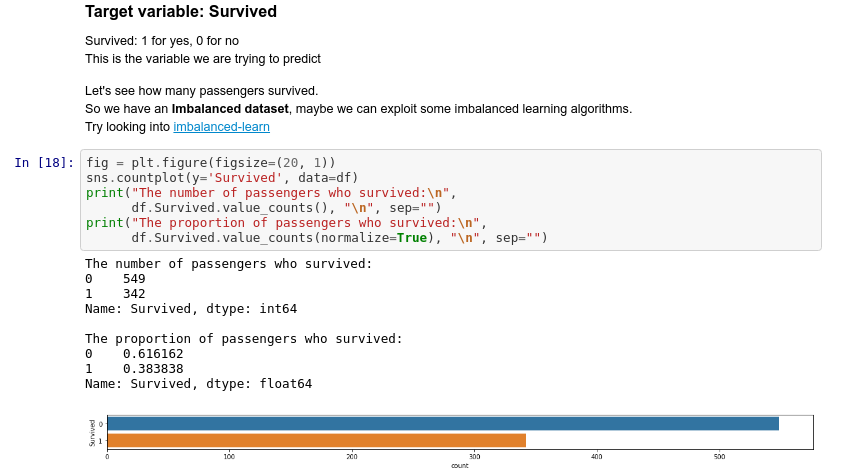 Target variable: Survived
Survived: 1 for yes, 0 for no
This is the variable we are trying to predict
Let's see how many passengers survived.
So we have an Imbalanced dataset, maybe we can exploit some imbalanced learning algorithms.
Try looking into imbalanced-learn
In [18]: fig = plt.figure(figsize=(20, 1))
sns.countplot(y='Survived', data=df)
print("The number of passengers who survived:\n",
      df.Survived.value_counts(), "\n", sep="")
print("The proportion of passengers who survived:\n",
      df.Survived.value_counts(normalize=True), "\n", sep="")
The number of passengers who survived:
0    549
1    342
Name: Survived, dtype: int64
The proportion of passengers who survived:
0    0.616162
1    0.383838
Name: Survived, dtype: float64
Survived
0
1
0 100 200 300 400 500
count